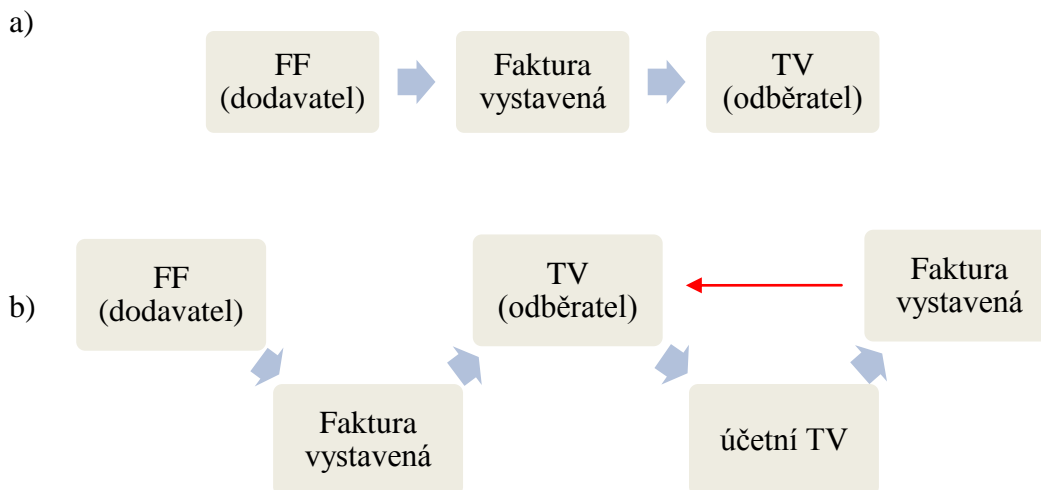 a)
FF
(dodavatel)
Faktura
vystavená
TV
(odběratel)
b)
FF
(dodavatel)
Faktura
vystavená
TV
(odběratel)
účetní TV
Faktura
vystavená